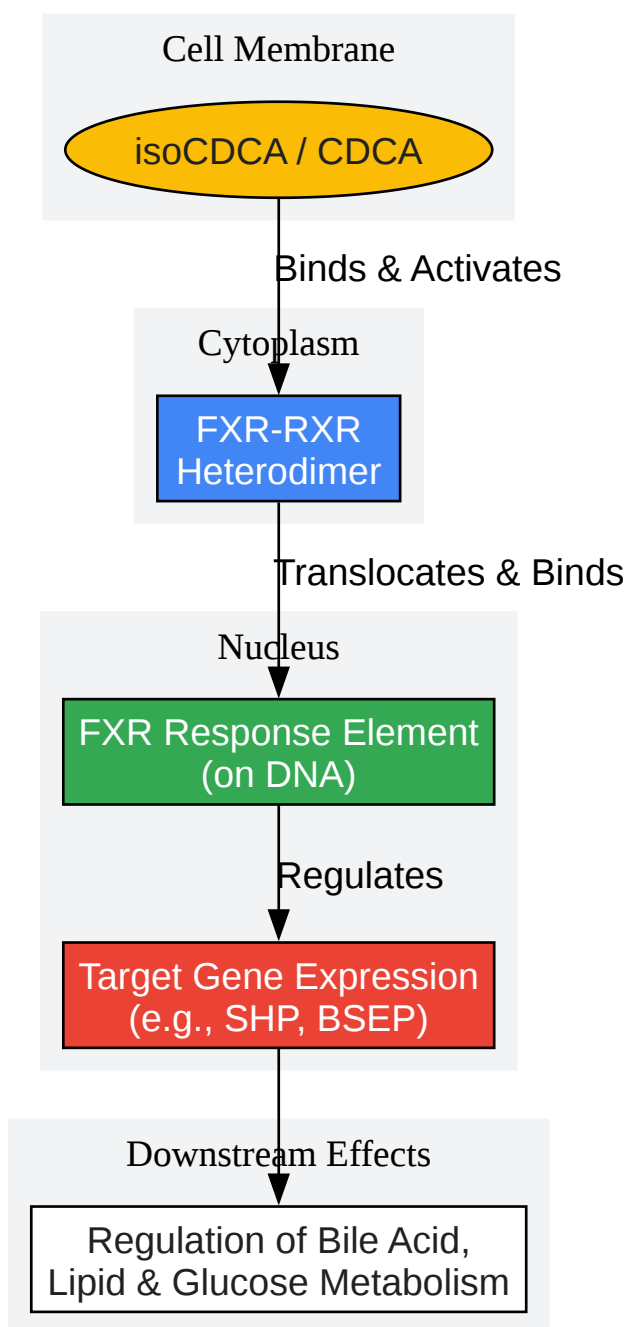 Cell Membrane
isoCDCA / CDCA
Binds & Activates
Cytoplasm
FXR-RXR
Heterodimer
Translocates & Binds
Nucleus
FXR Response Element
(on DNA)
Regulates
Target Gene Expression
(e.g., SHP, BSEP)
Downstream Effects
Regulation of Bile Acid,
Lipid & Glucose Metabolism